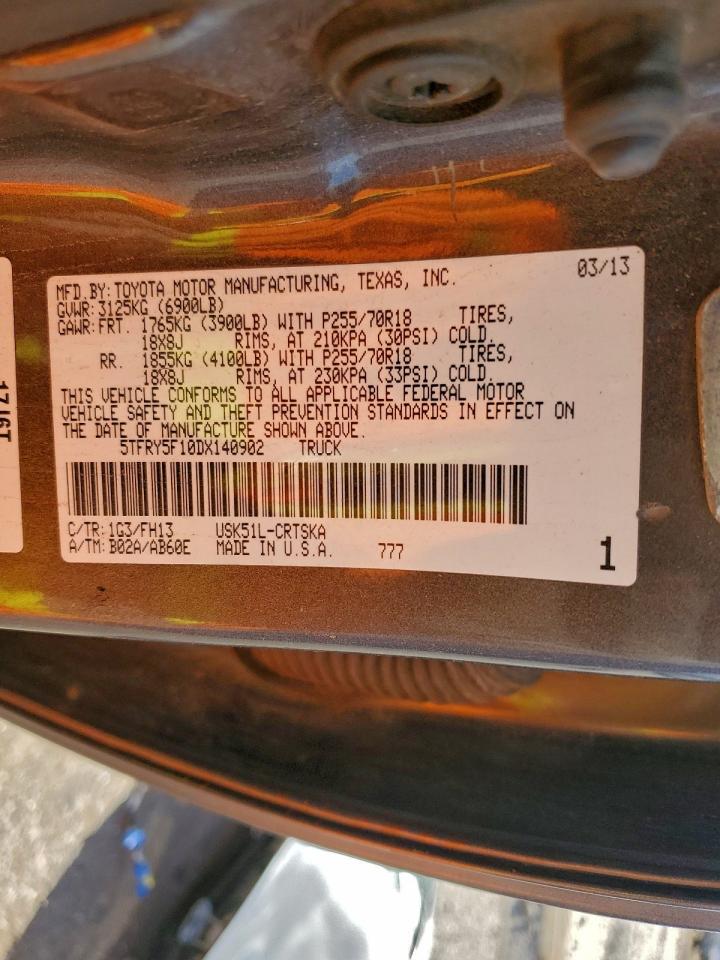 03/13
MFD.BY:TOYOTA MOTOR MANUFACTURING, TEXAS, INC.
GVWR:3125KG (6900LB)
GAWR:FRT. 1765KG (3900LB) WITH P255/70R18 TIRES,
18X8J RIMS, AT 210KPA (30PSI) COLD.
RR. 1855KG (4100LB) WITH P255/70R18 TIRES,
18X8J RIMS, AT 230KPA (33PSI) COLD.
THIS VEHICLE CONFORMS TO ALL APPLICABLE FEDERAL MOTOR
VEHICLE SAFETY AND THEFT PREVENTION STANDARDS IN EFFECT ON
THE DATE OF MANUFACTURE SHOWN ABOVE.
5TFRY5F10DX140902 TRUCK
C/TR:1G3/FH13 USK51L-CRTSKA
A/TM:B02A/AB60E MADE IN U.S.A. 777
1